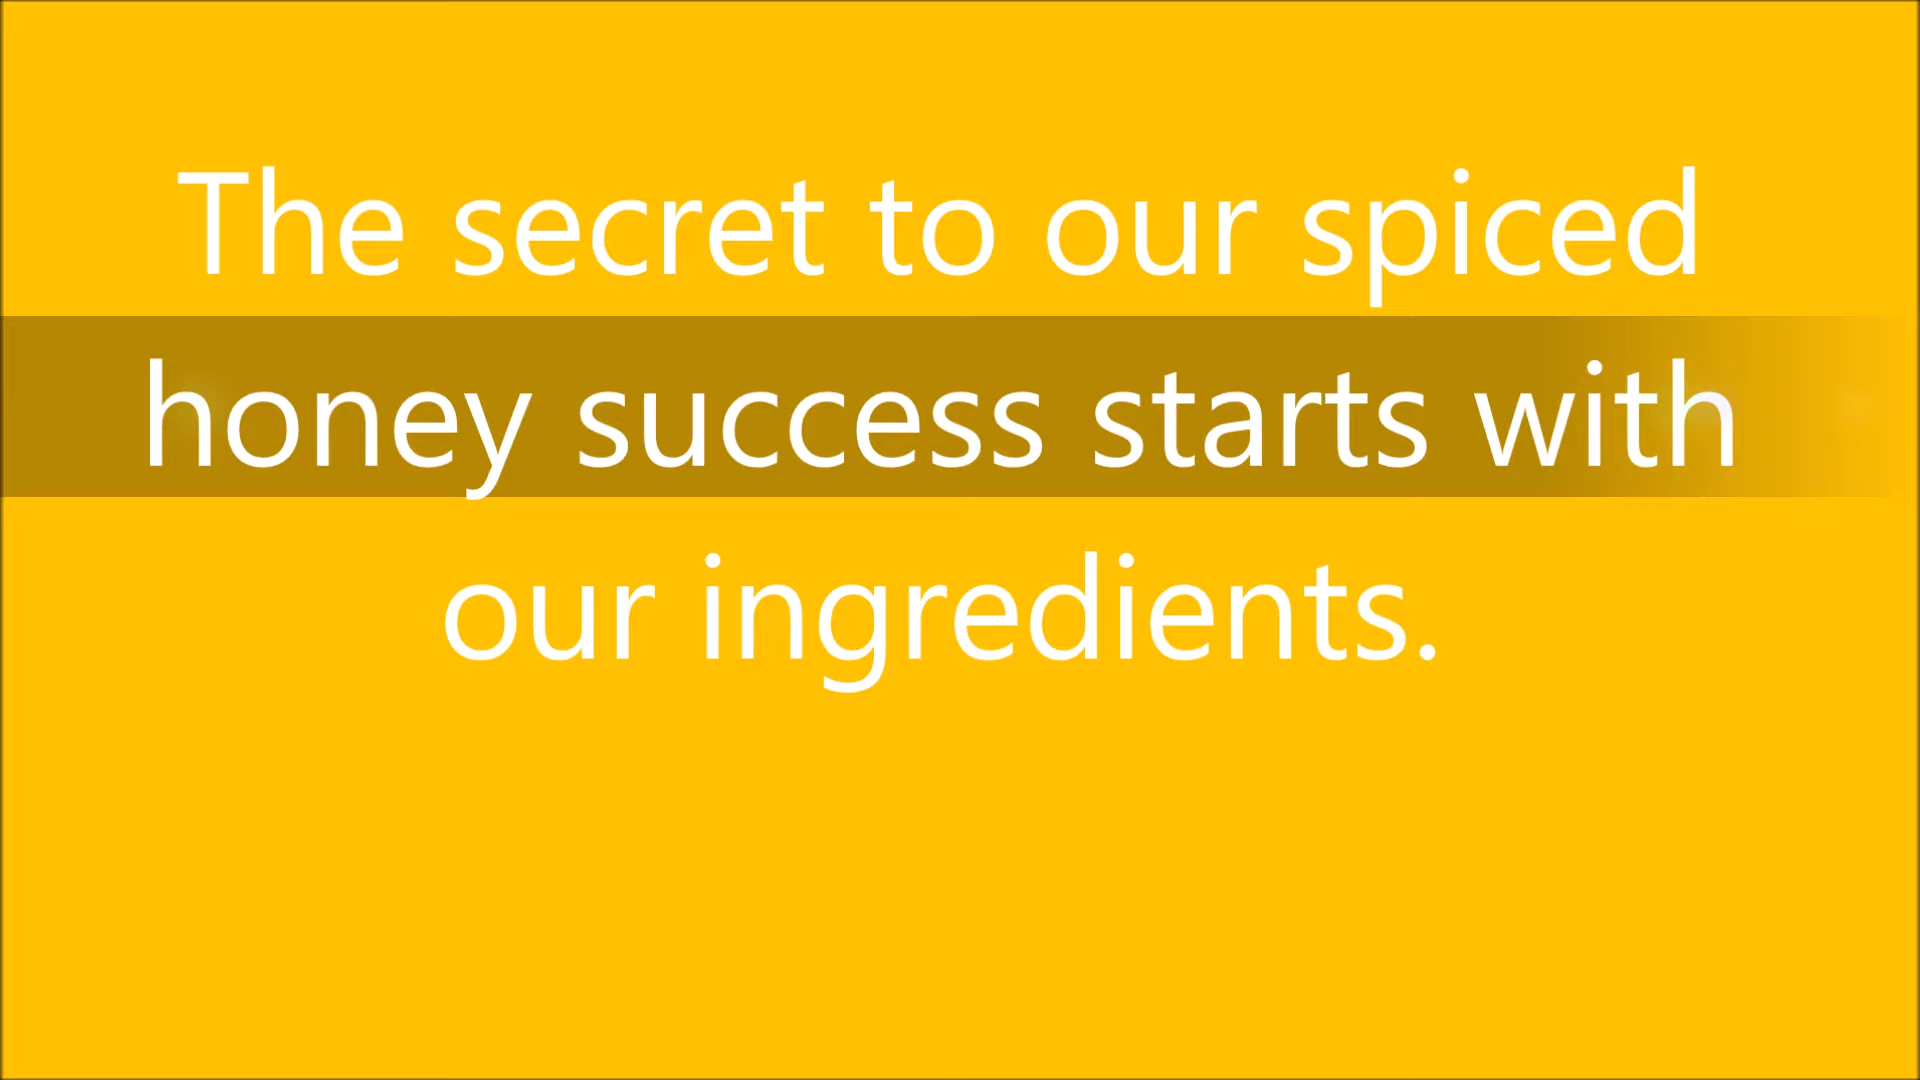 The secret to our spiced
honey success starts with
our ingredients.